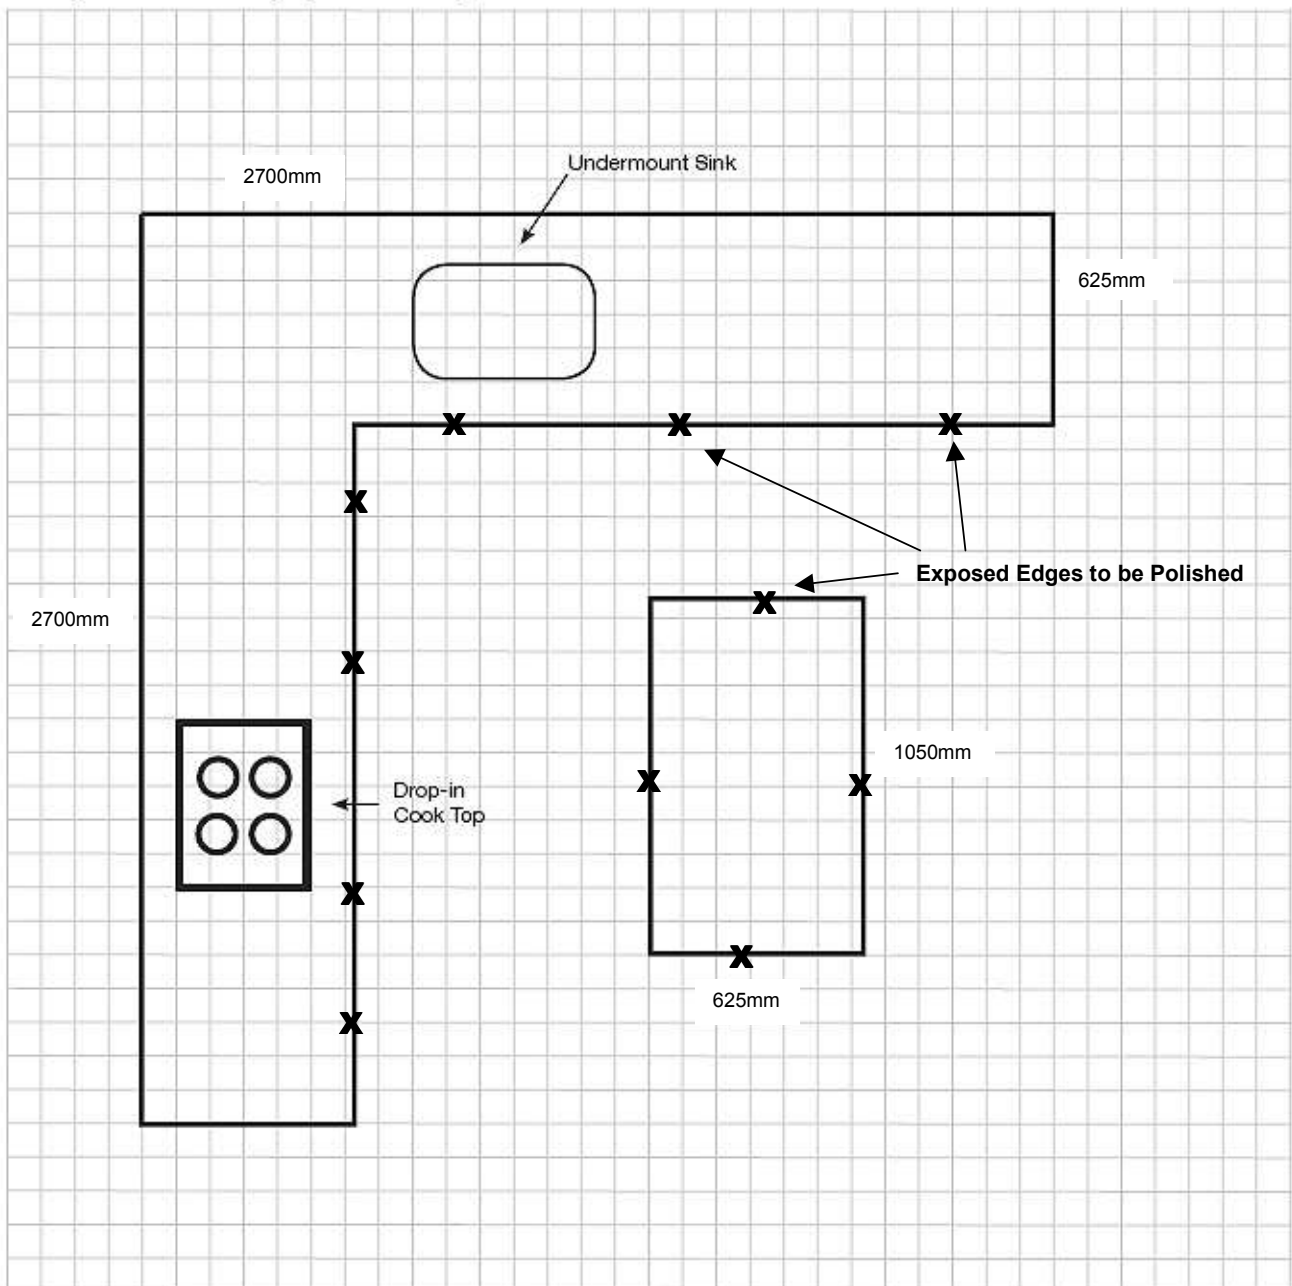 Undermount Sink
2700mm
625mm
X X X
X
Exposed Edges to be Polished
X
2700mm
X
1050mm
X X
Drop-in
Cook Top
X
X
625mm
X